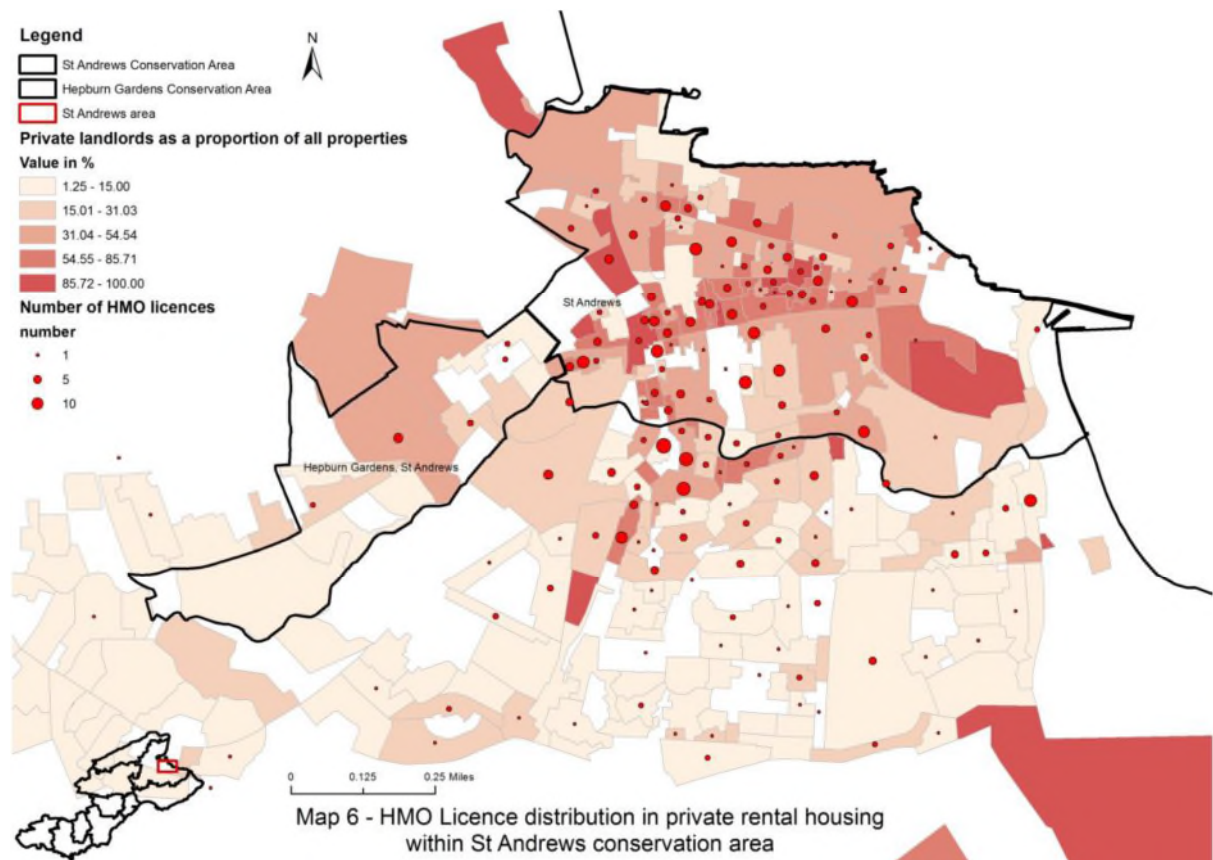 Legend
N
St Andrews Conservation Area
Hepburn Gardens Conservation Area
St Andrews area
Private landlords as a proportion of all properties
Value in %
1.25 - 15.00
15.01 - 31.03
31.04 - 54.54
54.55 - 85.71
85.72 - 100.00
Number of HMO licences
number
1
5
10
St Andrews
Hepburn Gardens, St Andrews
0 0.125 0.25 Miles
Map 6 - HMO Licence distribution in private rental housing
within St Andrews conservation area